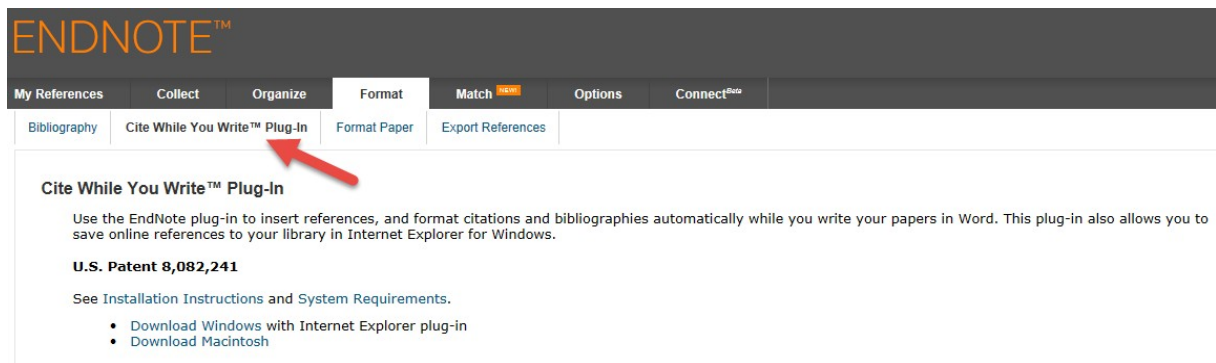 ENDNOTE™
My References Collect Organize Format Match NEW! Options Connect Beta
Bibliography Cite While You Write™ Plug-In Format Paper Export References
Cite While You Write™ Plug-In
Use the EndNote plug-in to insert references, and format citations and bibliographies automatically while you write your papers in Word. This plug-in also allows you to
save online references to your library in Internet Explorer for Windows.
U.S. Patent 8,082,241
See Installation Instructions and System Requirements.
• Download Windows with Internet Explorer plug-in
• Download Macintosh